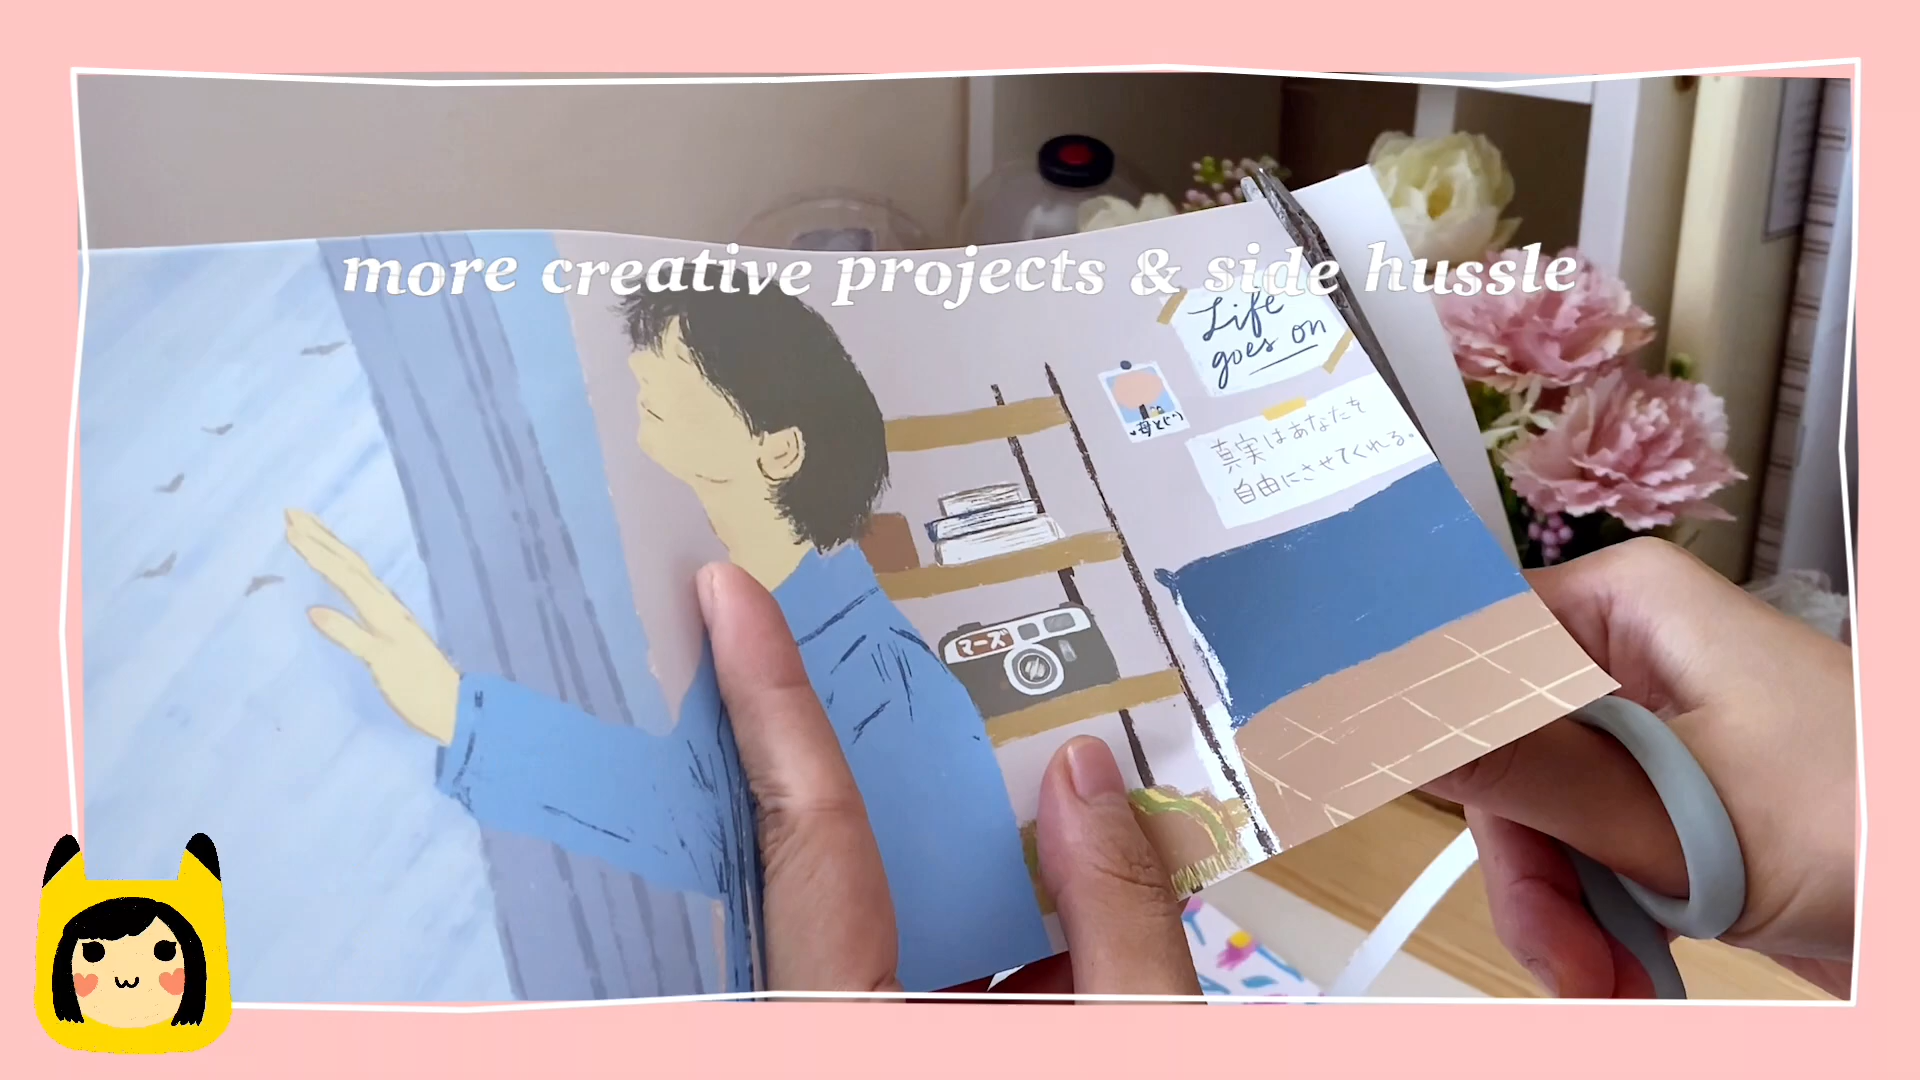 more creative projects & side hussle
Life
goes on
真実はあなたを
自由にさせてくれる。
マーズ